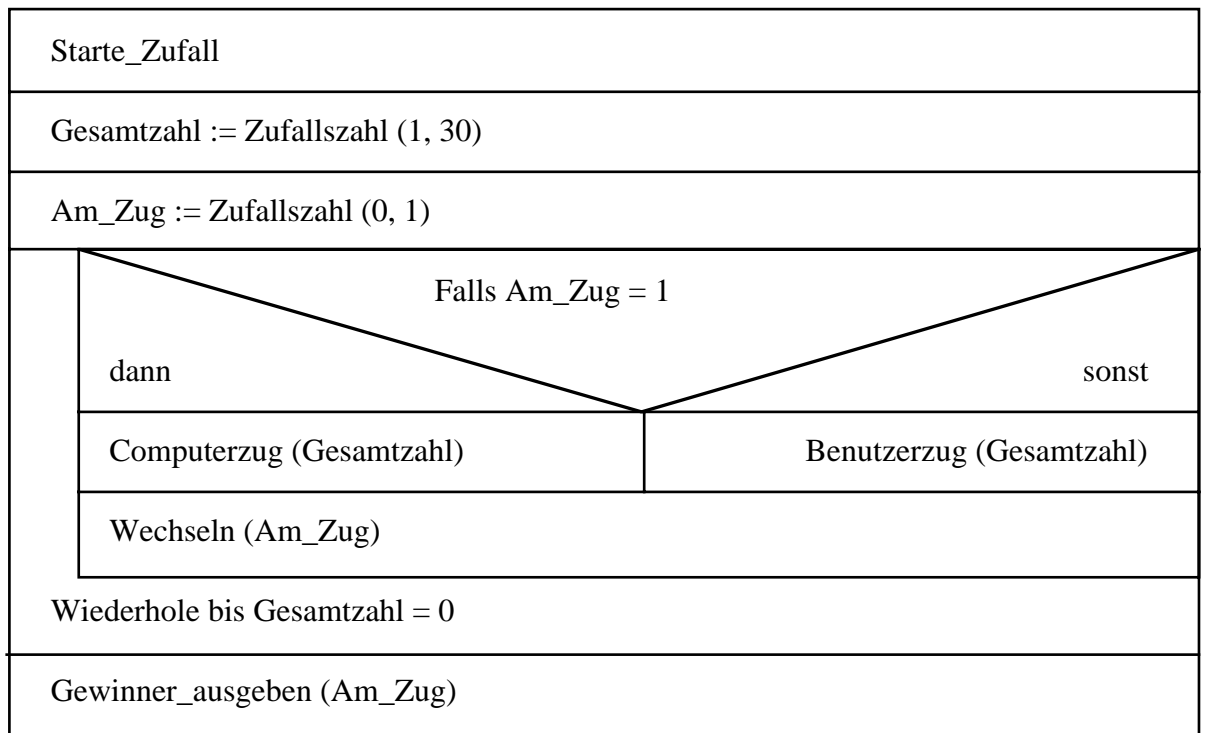 Starte_Zufall
Gesamtzahl := Zufallszahl (1, 30)
Am_Zug := Zufallszahl (0, 1)
Falls Am_Zug = 1
dann
sonst
Computerzug (Gesamtzahl)
Benutzerzug (Gesamtzahl)
Wechseln (Am_Zug)
Wiederhole bis Gesamtzahl = 0
Gewinner_ausgeben (Am_Zug)